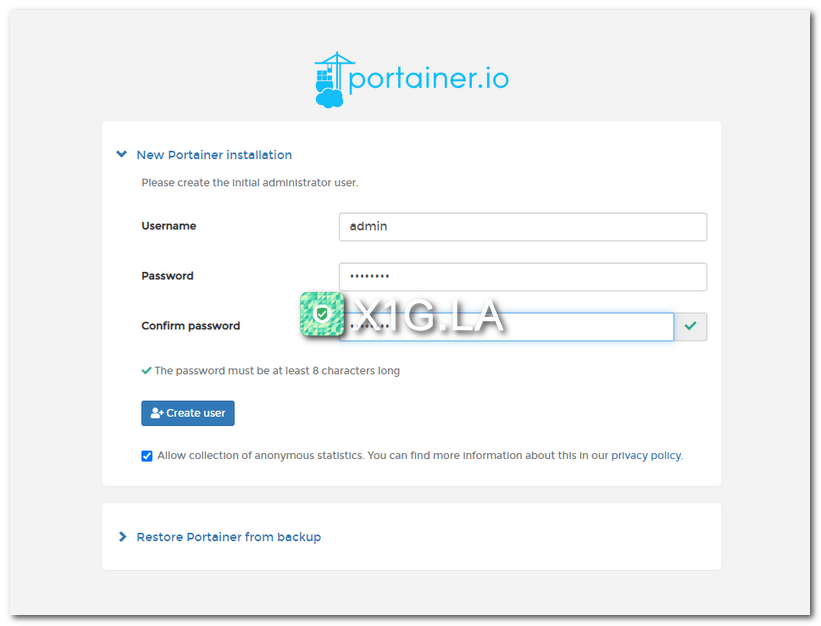 portainer.io
New Portainer installation
Please create the initial administrator user.
Username
admin
Password
••••••••
X1G.LA
Confirm password
••••••••
The password must be at least 8 characters long
Create user
Allow collection of anonymous statistics. You can find more information about this in our privacy policy.
Restore Portainer from backup